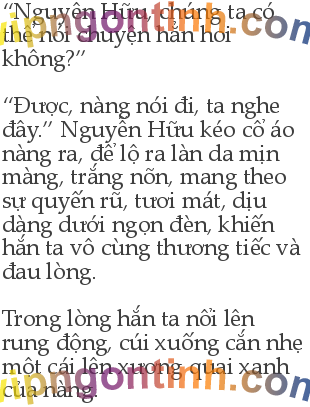 “Nguyên Hữu, chúng ta có
thể nói chuyện hẳn hoi
không?”
“Được, nàng nói đi, ta nghe
đây.” Nguyên Hữu kéo cổ áo
nàng ra, để lộ ra làn da mịn
màng, trắng nõn, mang theo
sự quyến rũ, tươi mát, dịu
dàng dưới ngọn đèn, khiến
hắn ta vô cùng thương tiếc và
đau lòng.
Trong lòng hắn ta nổi lên
rung động, cúi xuống cắn nhẹ
một cái lên xương quai xanh
của nàng.
vipngontinh.com
vipngontinh.com